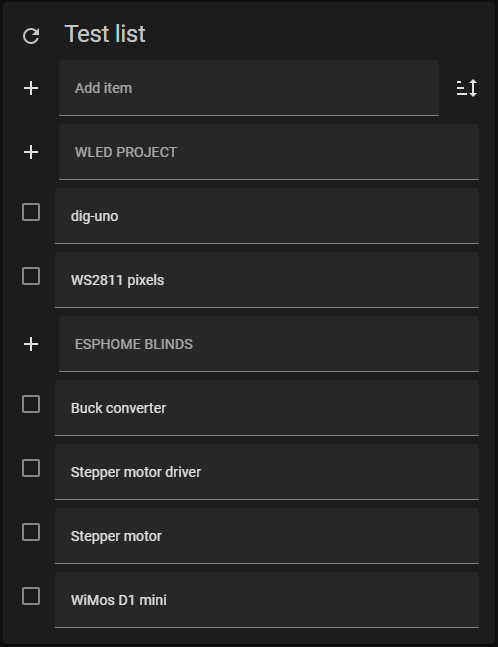 Test list
Add item
WLED PROJECT
dig-uno
WS2811 pixels
ESPHOME BLINDS
Buck converter
Stepper motor driver
Stepper motor
WiMos D1 mini